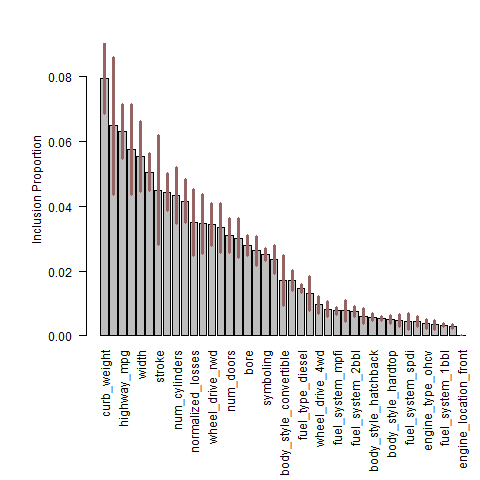 0.08
0.06
0.04
0.02
0.00
Inclusion Proportion
curb_weight
highway_mpg
width
stroke
num_cylinders
normalized_losses
wheel_drive_rwd
num_doors
bore
symboling
body_style_convertible
fuel_type_diesel
wheel_drive_4wd
fuel_system_mpfi
fuel_system_2bbl
body_style_hatchback
body_style_hardtop
fuel_system_spdi
engine_type_ohcv
fuel_system_1bbl
engine_location_front